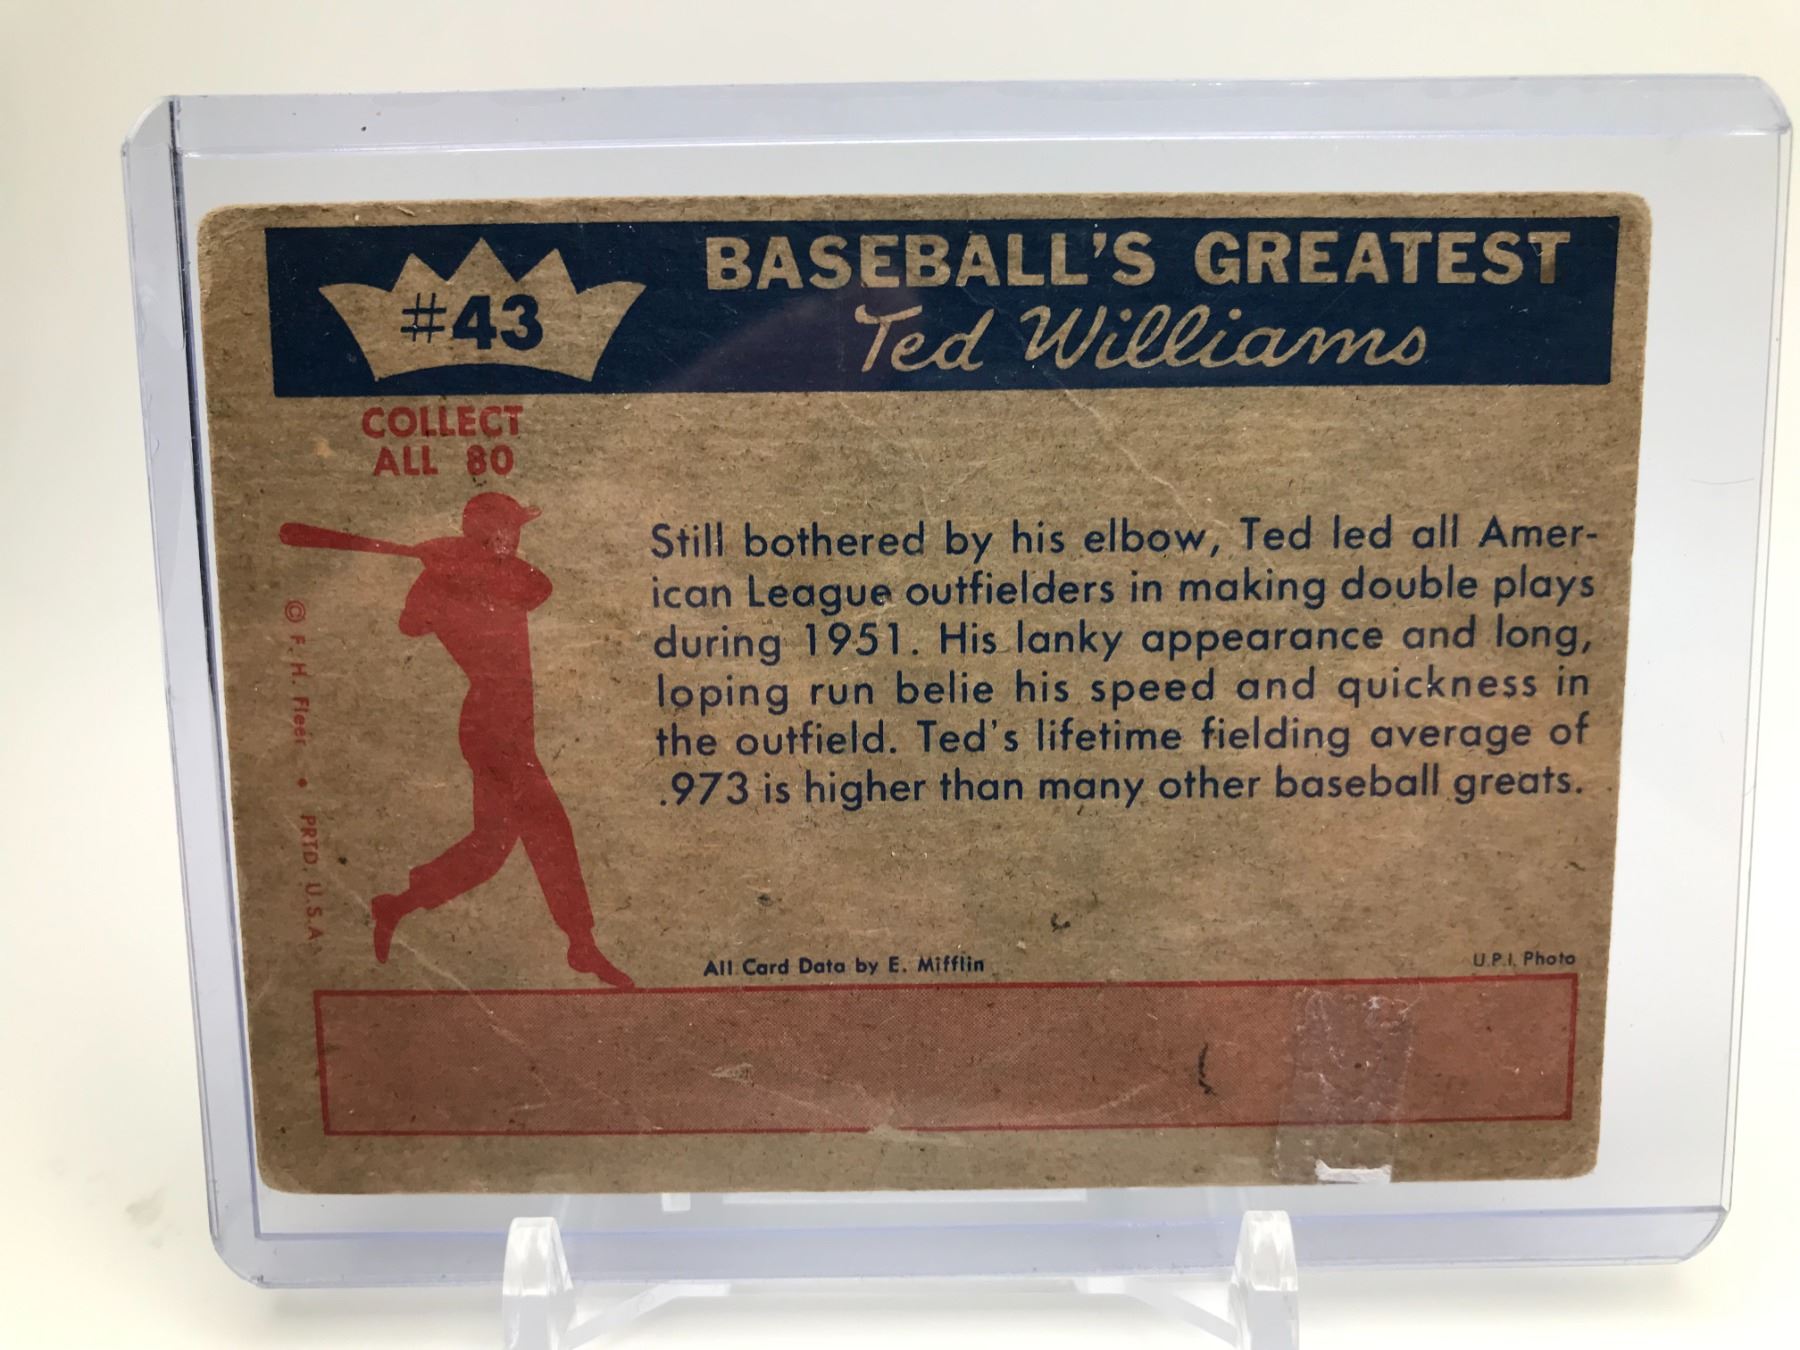 #43
BASEBALL'S GREATEST
Ted Williams
COLLECT
ALL 80
© F. H. Fleer • PRTD. U.S.A.
Still bothered by his elbow, Ted led all Amer-
ican League outfielders in making double plays
during 1951. His lanky appearance and long,
loping run belie his speed and quickness in
the outfield. Ted's lifetime fielding average of
.973 is higher than many other baseball greats.
All Card Data by E. Mifflin
U.P.I. Photo